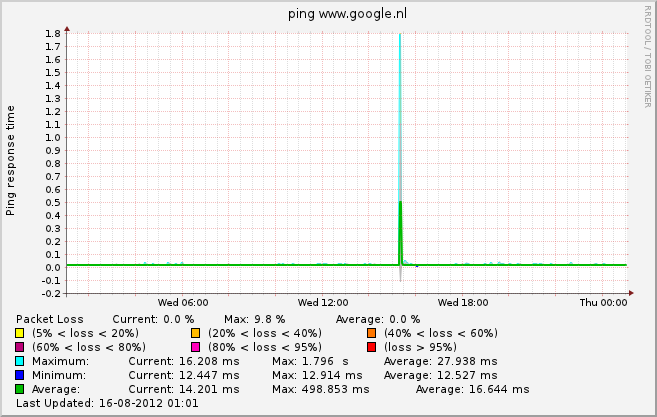 ping www.google.nl
RRDTOOL / TOBI OETIKER
Ping response time
1.8
1.7
1.6
1.5
1.4
1.3
1.2
1.1
1.0
0.9
0.8
0.7
0.6
0.5
0.4
0.3
0.2
0.1
0.0
-0.1
-0.2
Wed 06:00 Wed 12:00 Wed 18:00 Thu 00:00
Packet Loss Current: 0.0 % Max: 9.8 % Average: 0.0 %
(5% < loss < 20%) (20% < loss < 40%) (40% < loss < 60%)
(60% < loss < 80%) (80% < loss < 95%) (loss > 95%)
Maximum: Current: 16.208 ms Max: 1.796 s Average: 27.938 ms
Minimum: Current: 12.447 ms Max: 12.914 ms Average: 12.527 ms
Average: Current: 14.201 ms Max: 498.853 ms Average: 16.644 ms
Last Updated: 16-08-2012 01:01